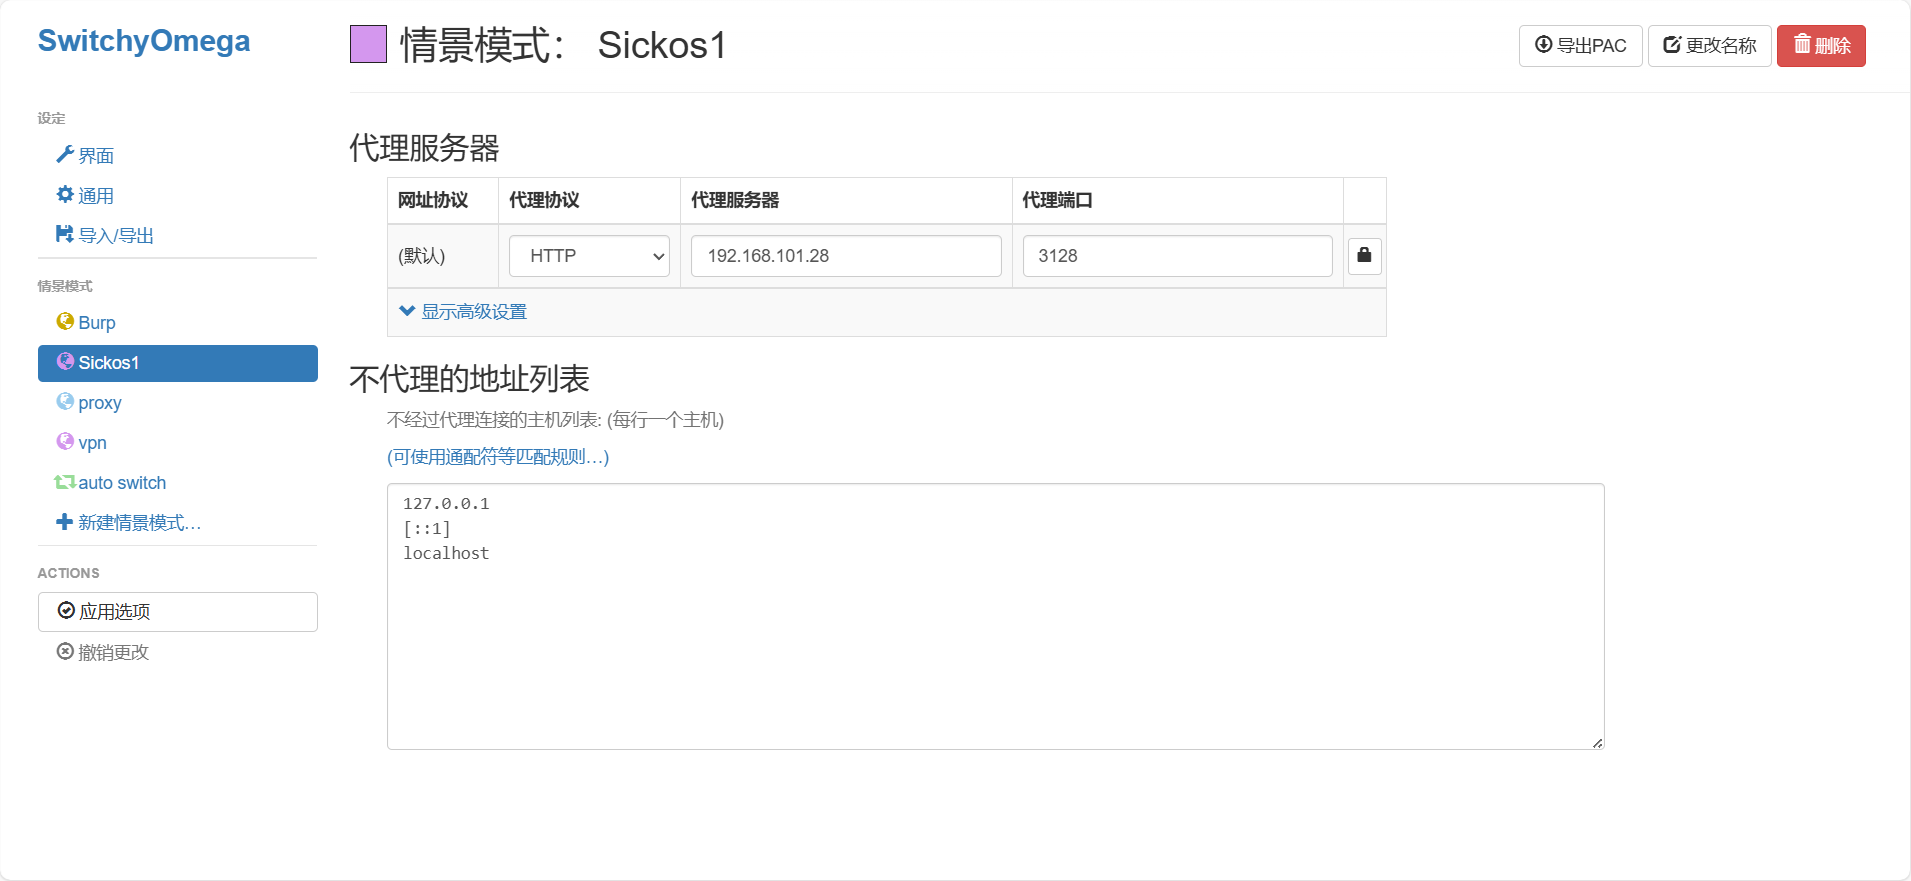 SwitchyOmega
设定
界面
通用
导入/导出
情景模式
Burp
Sickos1
proxy
vpn
auto switch
新建情景模式…
ACTIONS
应用选项
撤销更改
情景模式： Sickos1
导出PAC 更改名称 删除
代理服务器
网址协议 代理协议 代理服务器 代理端口
(默认) HTTP 192.168.101.28 3128
显示高级设置
不代理的地址列表
不经过代理连接的主机列表: (每行一个主机)
(可使用通配符等匹配规则…)
127.0.0.1
[::1]
localhost